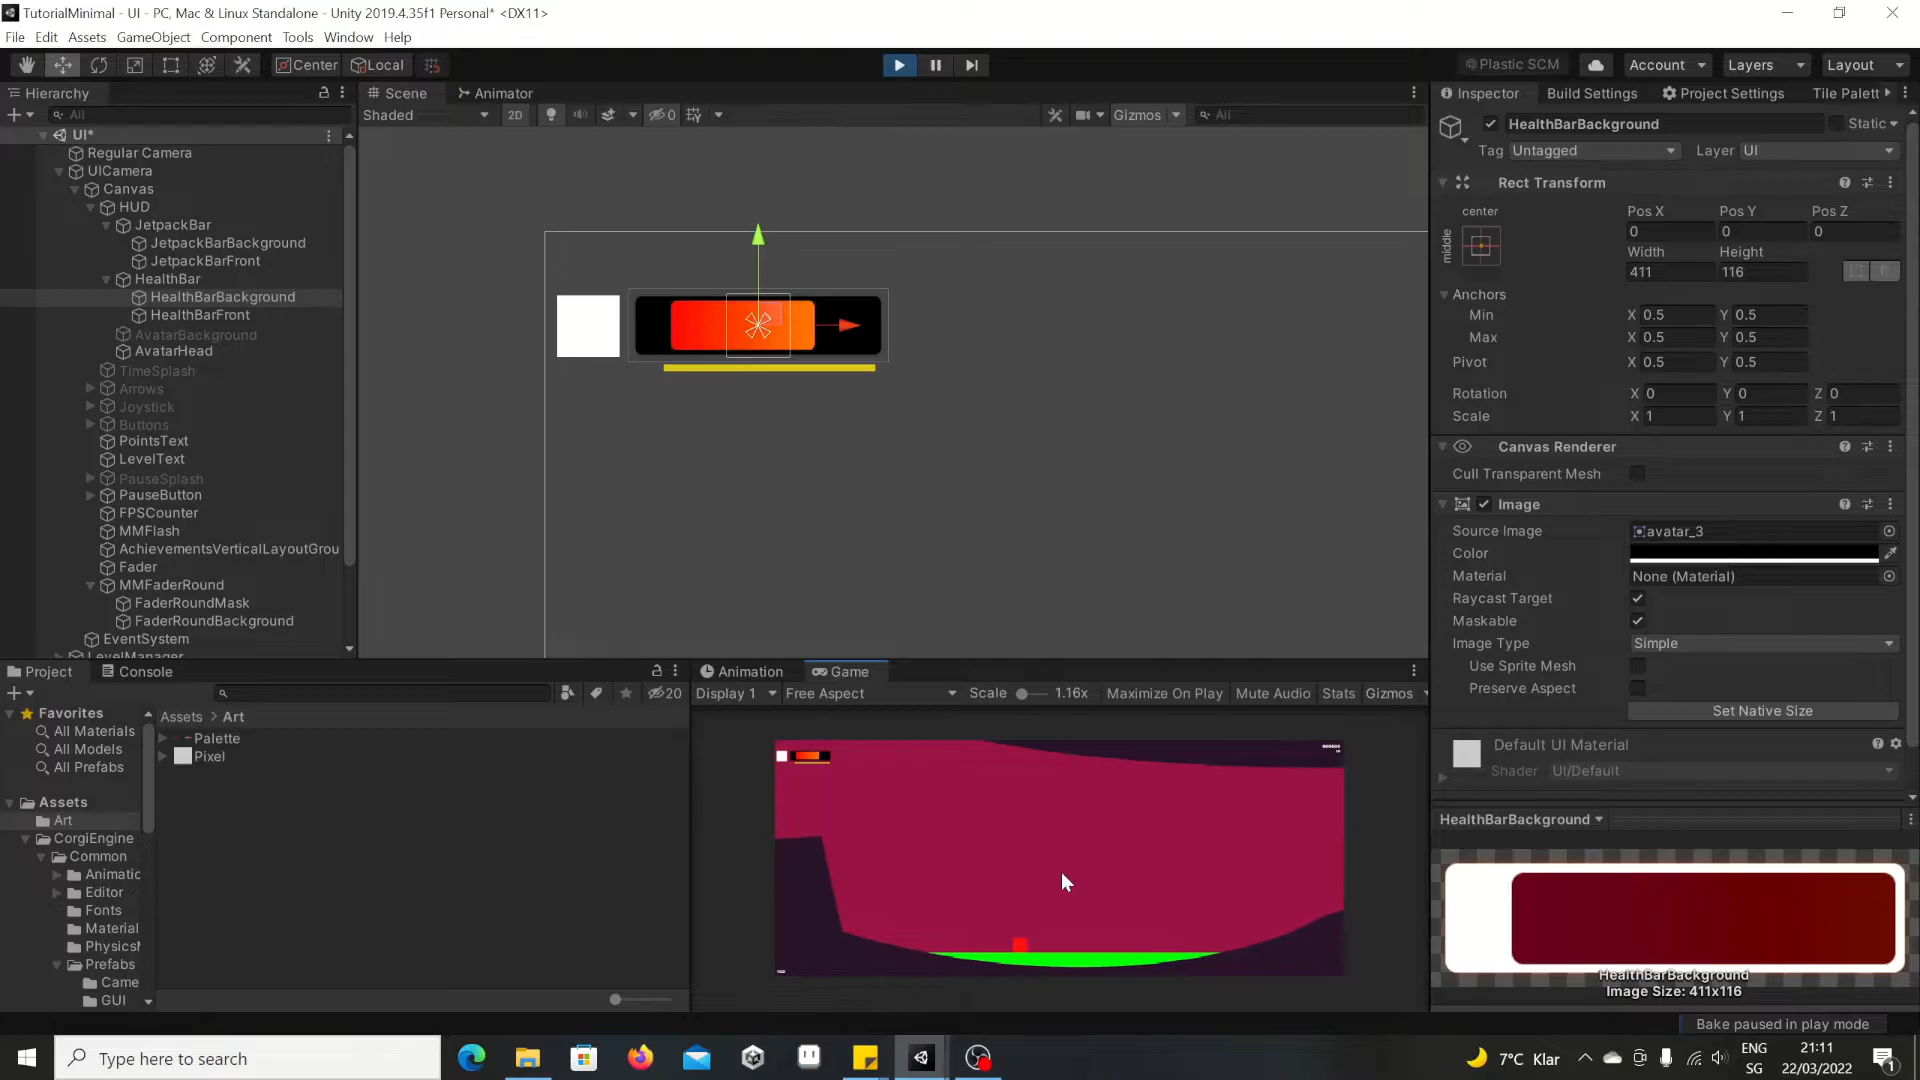 TutorialMinimal - UI - PC, Mac & Linux Standalone - Unity 2019.4.35f1 Personal* <DX11>
File Edit Assets GameObject Component Tools Window Help
Center Local Plastic SCM Account Layers Layout
Hierarchy
All
UI*
Regular Camera
UICamera
Canvas
HUD
JetpackBar
JetpackBarBackground
JetpackBarFront
HealthBar
HealthBarBackground
HealthBarFront
AvatarBackground
AvatarHead
TimeSplash
Arrows
Joystick
Buttons
PointsText
LevelText
PauseSplash
PauseButton
FPSCounter
MMFlash
AchievementsVerticalLayoutGrou
Fader
MMFaderRound
FaderRoundMask
FaderRoundBackground
EventSystem
LevelManager
Scene Animator
Shaded 2D 0 Gizmos All
Project Console
20
Favorites
All Materials
All Models
All Prefabs
Assets
Art
CorgiEngine
Common
Animatic
Editor
Fonts
Material
Physics
Prefabs
Came
GUI
Assets > Art
Palette
Pixel
Animation Game
Display 1 Free Aspect Scale 1.16x Maximize On Play Mute Audio Stats Gizmos
Inspector Build Settings Project Settings Tile Palett
HealthBarBackground Static
Tag Untagged Layer UI
Rect Transform
center
middle
Pos X Pos Y Pos Z
0 0 0
Width Height
411 116
Anchors
Min X 0.5 Y 0.5
Max X 0.5 Y 0.5
Pivot X 0.5 Y 0.5
Rotation X 0 Y 0 Z 0
Scale X 1 Y 1 Z 1
Canvas Renderer
Cull Transparent Mesh
Image
Source Image avatar_3
Color
Material None (Material)
Raycast Target
Maskable
Image Type Simple
Use Sprite Mesh
Preserve Aspect
Set Native Size
Default UI Material
Shader UI/Default
HealthBarBackground
HealthBarBackground
Image Size: 411x116
Bake paused in play mode
Type here to search
7°C Klar
ENG
SG
21:11
22/03/2022
1